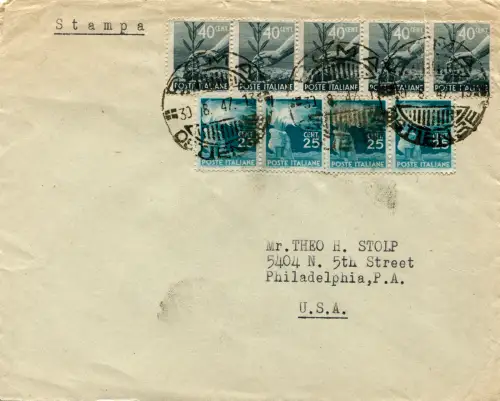 Stampa
40 CENT. 40 CENT. 40 CENT. 40 CENT. 40 CENT.
POSTE ITALIANE POSTE ITALIANE POSTE ITALIANE POSTE ITALIANE POSTE ITALIANE
CENT. 25 CENT. 25 CENT. 25 25
POSTE ITALIANE POSTE ITALIANE POSTE ITALIANE POSTE ITALIANE
Mr. THEO H. STOLP
5404 N. 5th Street
Philadelphia,P.A.
U.S.A.